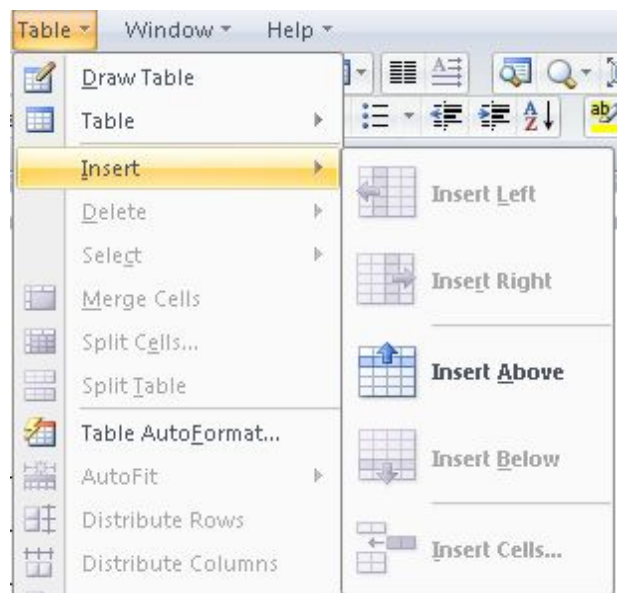 Table Window Help
Draw Table
Table
Insert
Delete
Select
Merge Cells
Split Cells...
Split Table
Table AutoFormat...
AutoFit
Distribute Rows
Distribute Columns
Insert Left
Insert Right
Insert Above
Insert Below
Insert Cells...
A
A
Z
ab